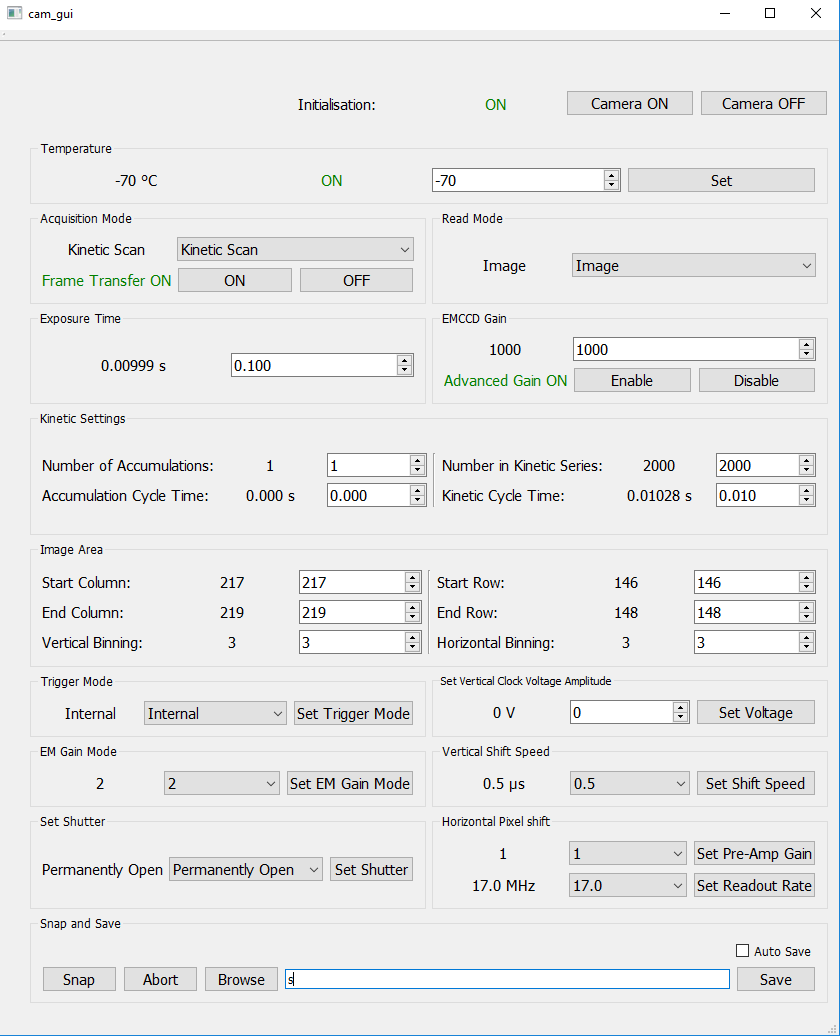 cam_gui
Initialisation: ON Camera ON Camera OFF
Temperature
-70 °C ON -70 Set
Acquisition Mode
Kinetic Scan Kinetic Scan
Frame Transfer ON ON OFF
Read Mode
Image Image
Exposure Time
0.00999 s 0.100
EMCCD Gain
1000 1000
Advanced Gain ON Enable Disable
Kinetic Settings
Number of Accumulations: 1 1 Number in Kinetic Series: 2000 2000
Accumulation Cycle Time: 0.000 s 0.000 Kinetic Cycle Time: 0.01028 s 0.010
Image Area
Start Column: 217 217 Start Row: 146 146
End Column: 219 219 End Row: 148 148
Vertical Binning: 3 3 Horizontal Binning: 3 3
Trigger Mode
Internal Internal Set Trigger Mode
Set Vertical Clock Voltage Amplitude
0 V 0 Set Voltage
EM Gain Mode
2 2 Set EM Gain Mode
Vertical Shift Speed
0.5 µs 0.5 Set Shift Speed
Set Shutter
Permanently Open Permanently Open Set Shutter
Horizontal Pixel shift
1 1 Set Pre-Amp Gain
17.0 MHz 17.0 Set Readout Rate
Snap and Save
Auto Save
Snap Abort Browse s Save